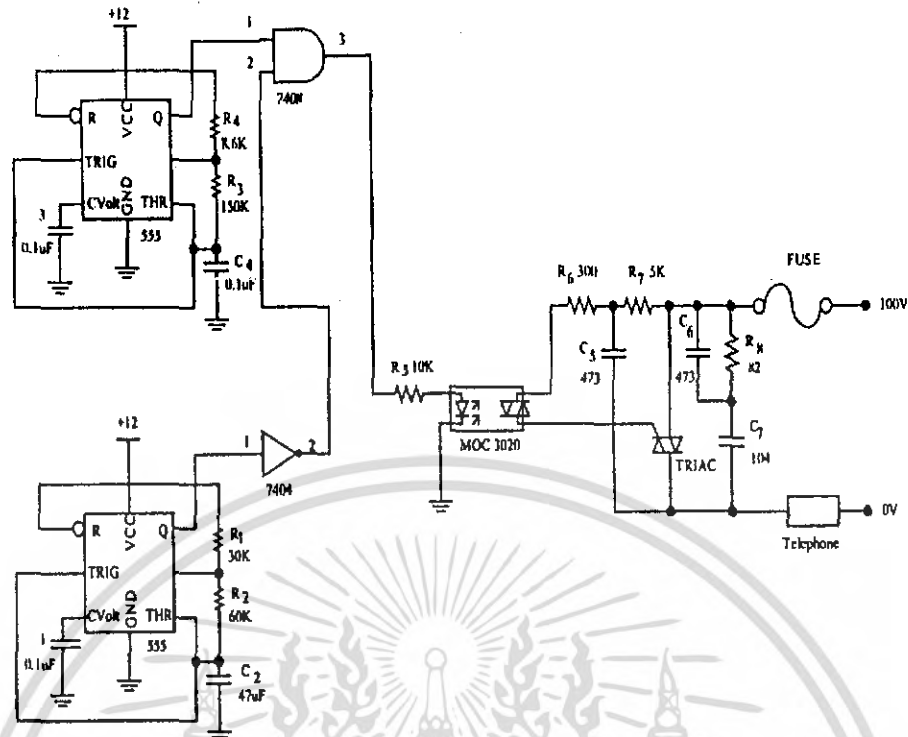 +12
R
VCC
Q
TRIG
CVolt
GND
THR
555
3
0.1uF
R4
R3
150K
C4
0.1uF
1
2
3
R6 300
R7 5K
FUSE
100V
C5
473
C6
473
R8
82
C7
104
R5 10K
MOC 3020
TRIAC
0V
Telephone
+12
1
2
7404
R
VCC
Q
TRIG
CVolt
GND
THR
555
1
0.1uF
R1
30K
R2
60K
C2
47uF